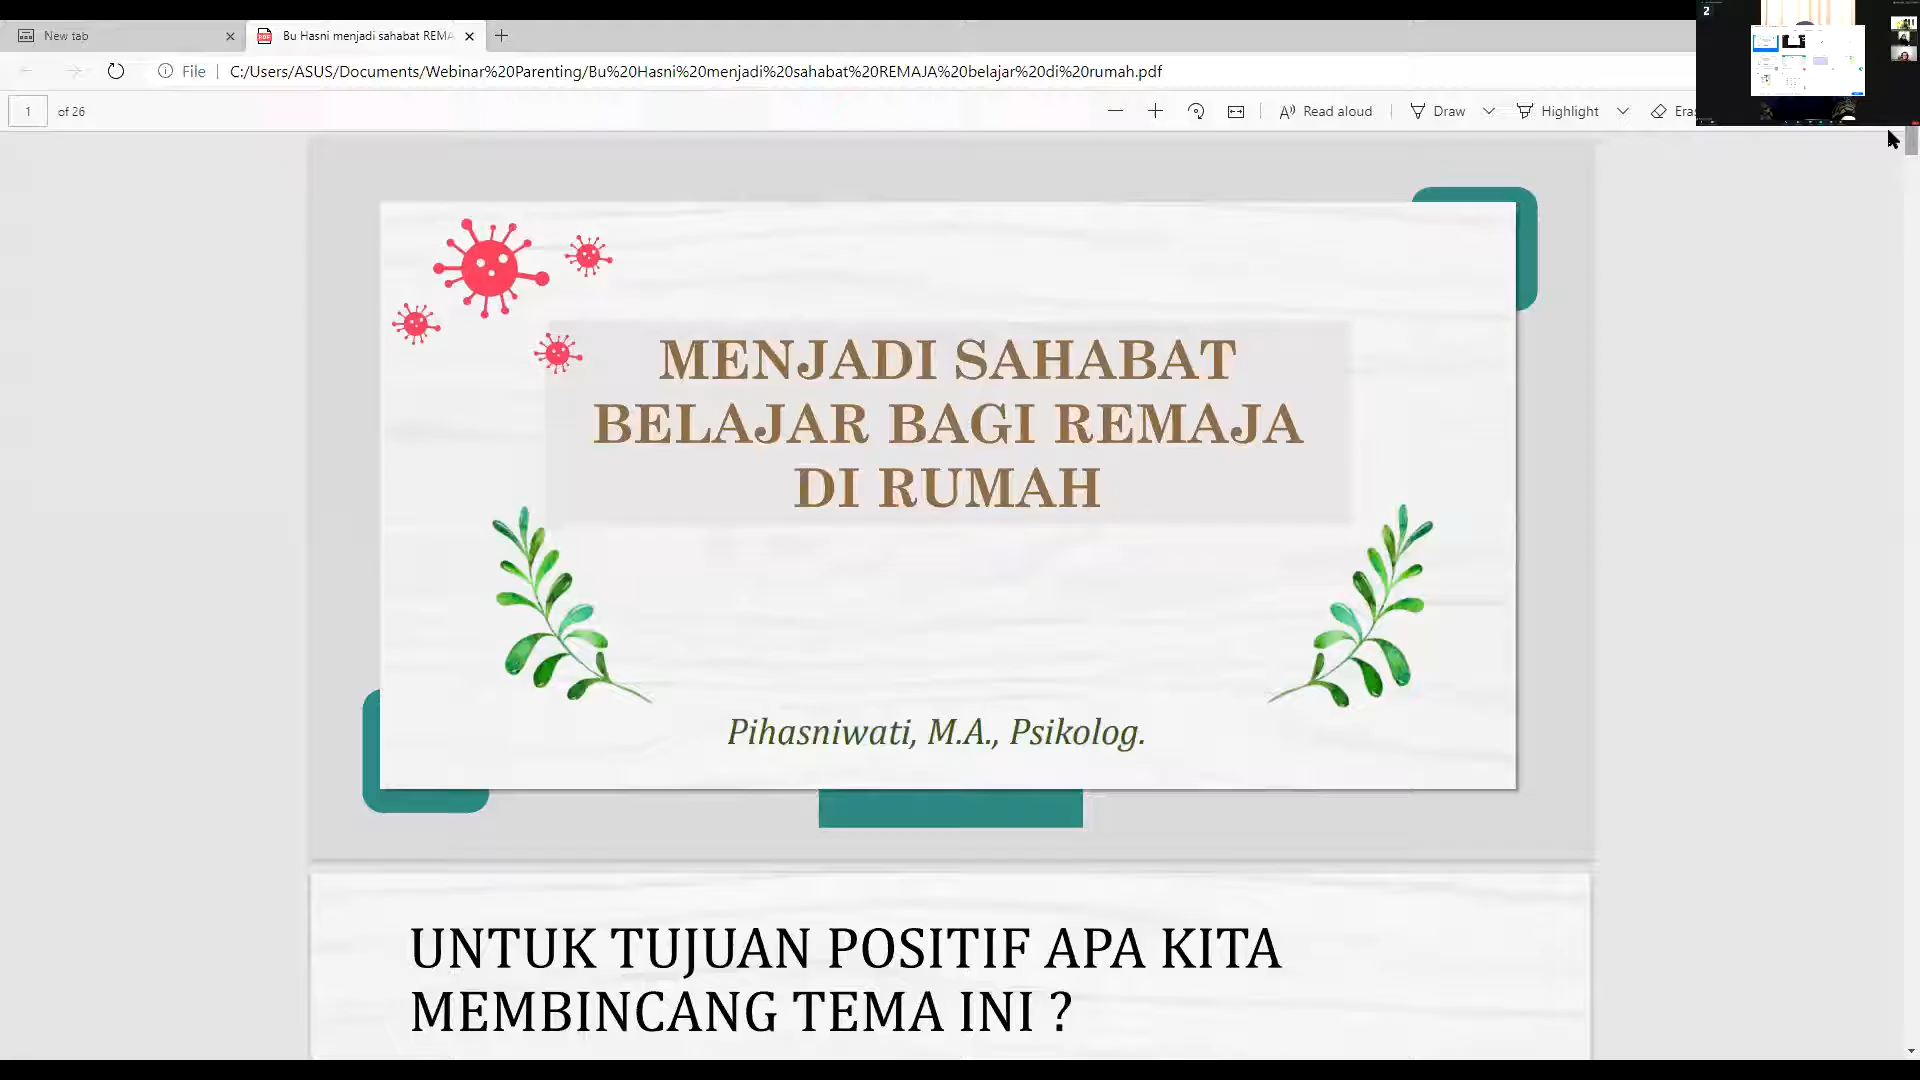 New tab
Bu Hasni menjadi sahabat REMA
2
File
C:/Users/ASUS/Documents/Webinar%20Parenting/Bu%20Hasni%20menjadi%20sahabat%20REMAJA%20belajar%20di%20rumah.pdf
1 of 26
Read aloud
Draw
Highlight
Eras
MENJADI SAHABAT
BELAJAR BAGI REMAJA
DI RUMAH
Pihasniwati, M.A., Psikolog.
UNTUK TUJUAN POSITIF APA KITA
MEMBINCANG TEMA INI ?